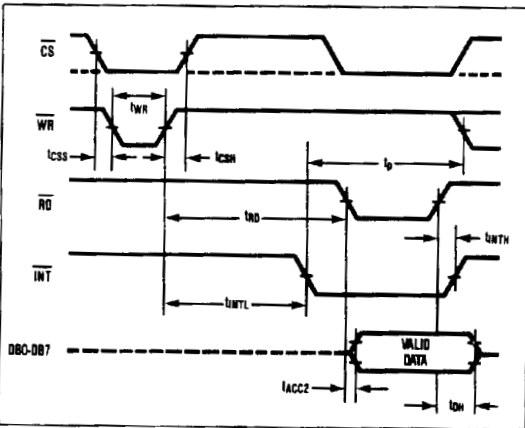 CS
tWR
WR
tCSS
tCSH
tP
RD
tRD
tINTH
INT
tINTL
DB0-DB7
VALID
DATA
tACC2
tDH